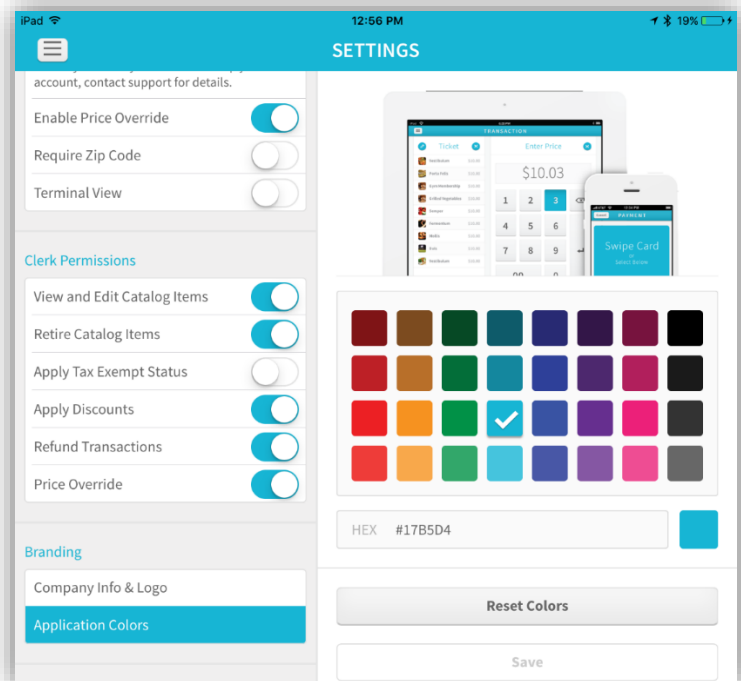 iPad
12:56 PM
19%
SETTINGS
account, contact support for details.
Enable Price Override
Require Zip Code
Terminal View
Clerk Permissions
View and Edit Catalog Items
Retire Catalog Items
Apply Tax Exempt Status
Apply Discounts
Refund Transactions
Price Override
Branding
Company Info & Logo
Application Colors
TRANSACTION
Ticket
Enter Price
$10.03
1 2 3
4 5 6
7 8 9
PAYMENT
Swipe Card
or
Select Below
HEX #17B5D4
Reset Colors
Save